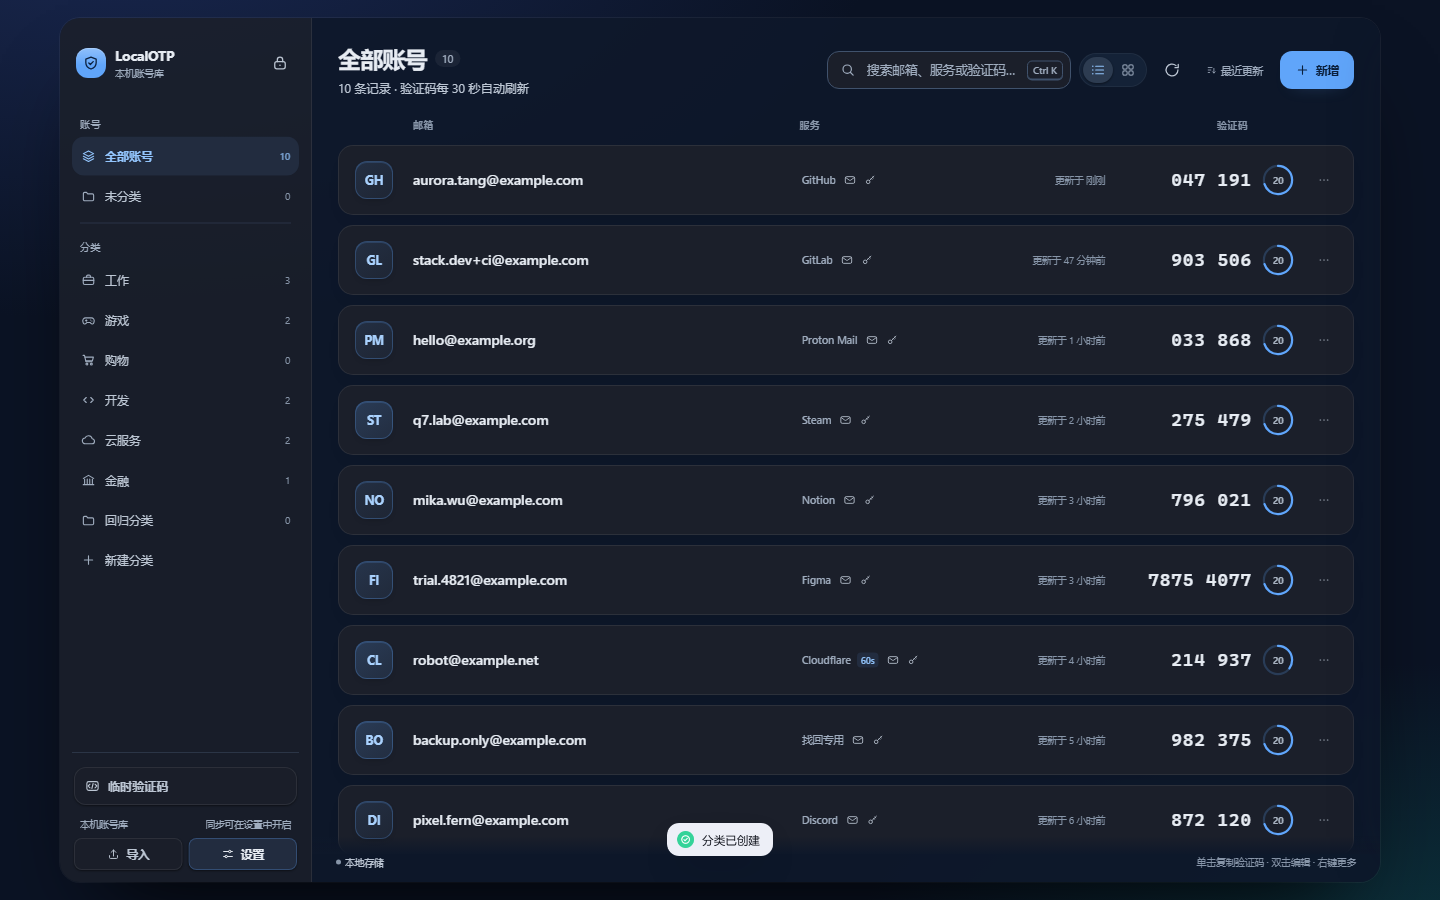 LocalOTP
本机账号库
账号
全部账号 10
未分类 0
分类
工作 3
游戏 2
购物 0
开发 2
云服务 2
金融 1
回归分类 0
新建分类
临时验证码
本机账号库 同步可在设置中开启
导入 设置
全部账号 10
10 条记录 · 验证码每 30 秒自动刷新
搜索邮箱、服务或验证码... Ctrl K
最近更新
新增
邮箱 服务 验证码
GH aurora.tang@example.com GitHub 更新于 刚刚 047 191 20
GL stack.dev+ci@example.com GitLab 更新于 47 分钟前 903 506 20
PM hello@example.org Proton Mail 更新于 1 小时前 033 868 20
ST q7.lab@example.com Steam 更新于 2 小时前 275 479 20
NO mika.wu@example.com Notion 更新于 3 小时前 796 021 20
FI trial.4821@example.com Figma 更新于 3 小时前 7875 4077 20
CL robot@example.net Cloudflare 60s 更新于 4 小时前 214 937 20
BO backup.only@example.com 找回专用 更新于 5 小时前 982 375 20
DI pixel.fern@example.com Discord 更新于 6 小时前 872 120 20
分类已创建
本地存储 单击复制验证码 · 双击编辑 · 右键更多